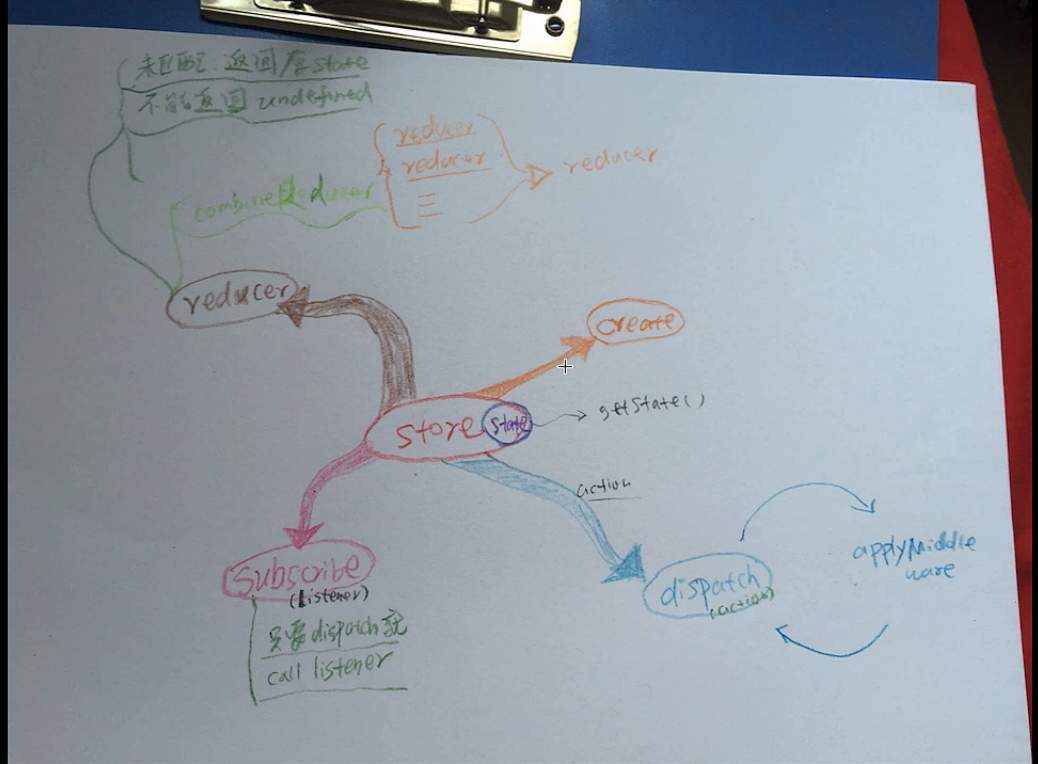 未匹配 返回原state
不能返回 undefined
reducer
reducer
reducer
combineReducer
reducer
create
store
state
getState()
action
subscribe
(listener)
只要dispatch就
call listener
dispatch
(action)
applyMiddle
ware